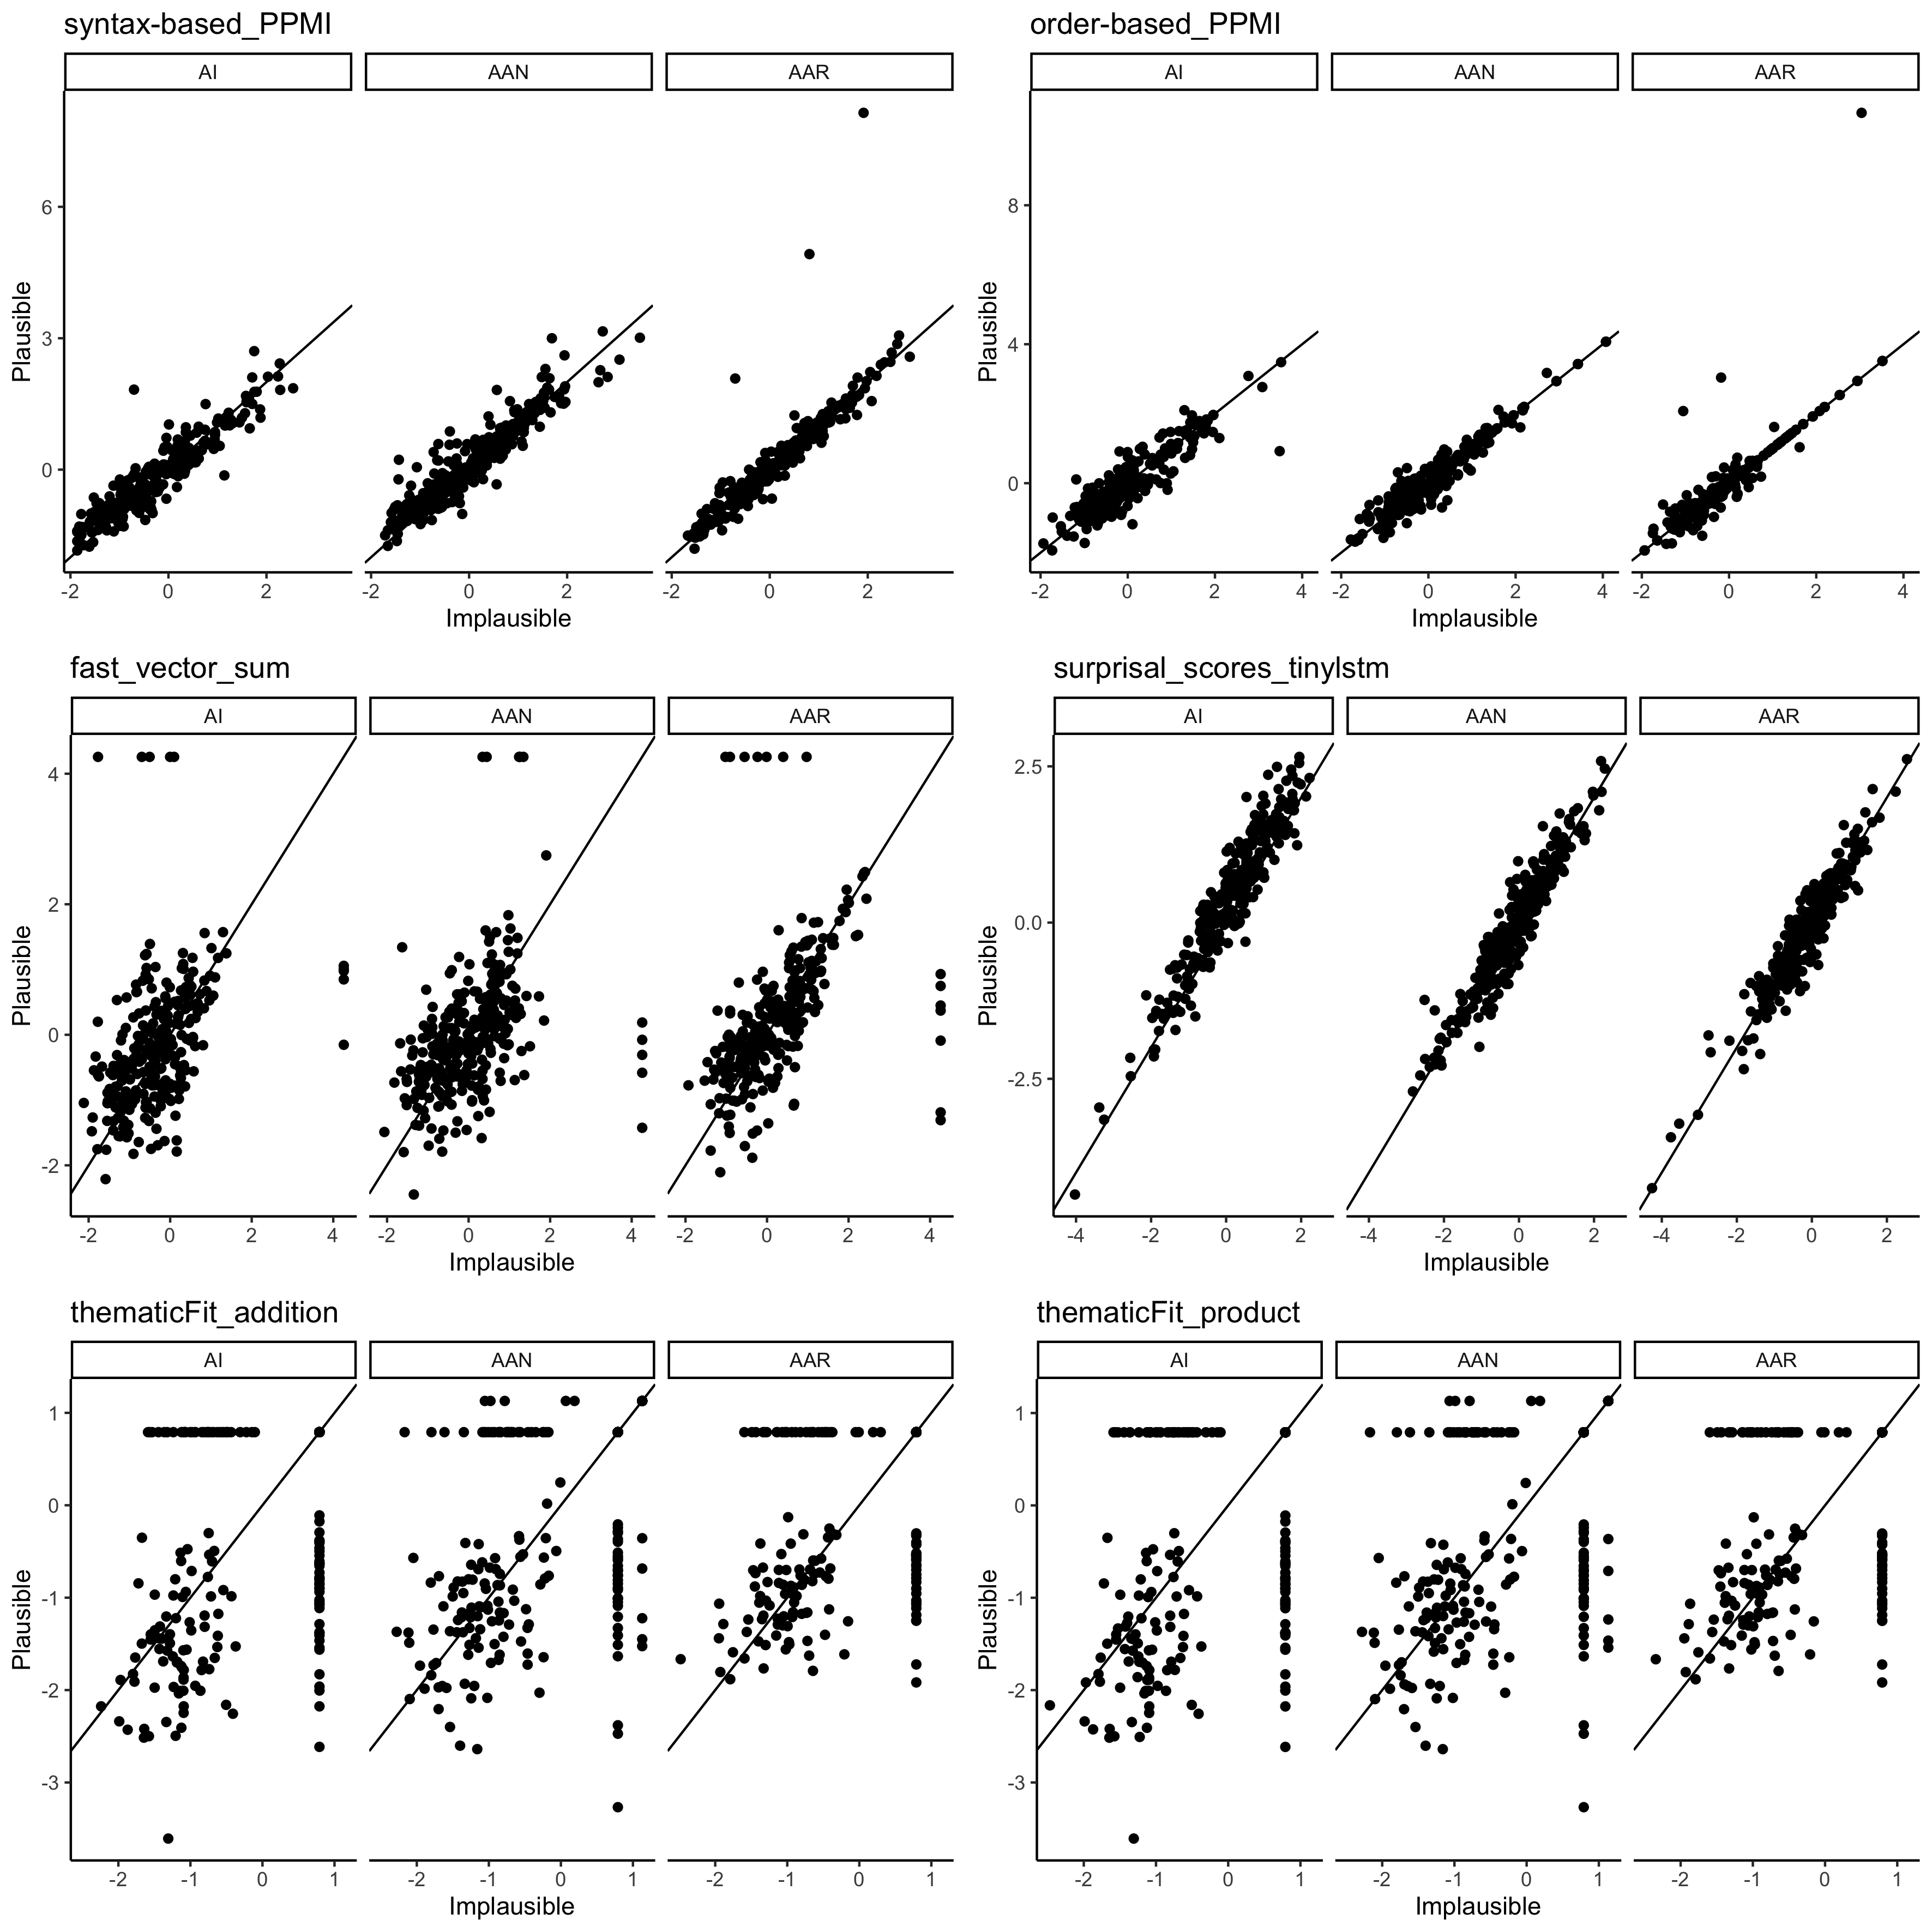 syntax-based_PPMI
AI AAN AAR
6
3
0
Plausible
-2 0 2 -2 0 2 -2 0 2
Implausible
order-based_PPMI
AI AAN AAR
8
4
0
Plausible
-2 0 2 4 -2 0 2 4 -2 0 2 4
Implausible
fast_vector_sum
AI AAN AAR
4
2
0
-2
Plausible
-2 0 2 4 -2 0 2 4 -2 0 2 4
Implausible
surprisal_scores_tinylstm
AI AAN AAR
2.5
0.0
-2.5
Plausible
-4 -2 0 2 -4 -2 0 2 -4 -2 0 2
Implausible
thematicFit_addition
AI AAN AAR
1
0
-1
-2
-3
Plausible
-2 -1 0 1 -2 -1 0 1 -2 -1 0 1
Implausible
thematicFit_product
AI AAN AAR
1
0
-1
-2
-3
Plausible
-2 -1 0 1 -2 -1 0 1 -2 -1 0 1
Implausible